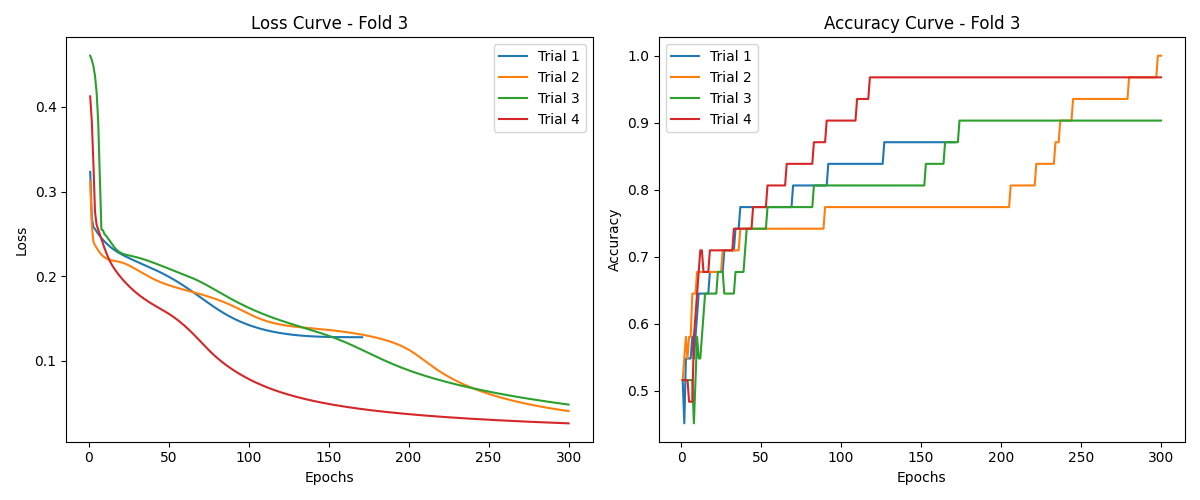 Loss Curve - Fold 3
Loss
0.4
0.3
0.2
0.1
0
50
100
150
200
250
300
Epochs
Trial 1
Trial 2
Trial 3
Trial 4
Accuracy Curve - Fold 3
Accuracy
1.0
0.9
0.8
0.7
0.6
0.5
0
50
100
150
200
250
300
Epochs
Trial 1
Trial 2
Trial 3
Trial 4